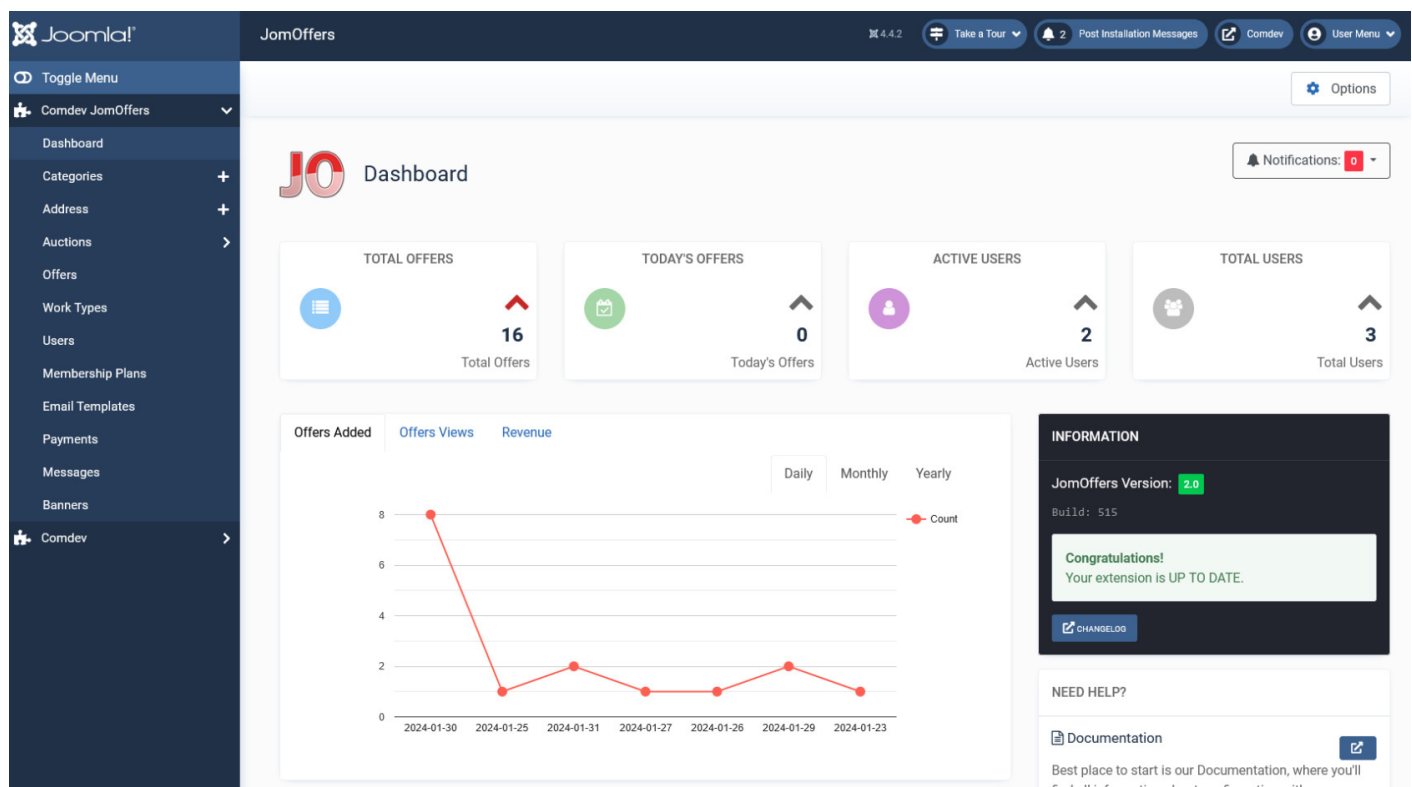 Joomla!
JomOffers
4.4.2
Take a Tour
2 Post Installation Messages
Comdev
User Menu
Toggle Menu
Comdev JomOffers
Dashboard
Categories
Address
Auctions
Offers
Work Types
Users
Membership Plans
Email Templates
Payments
Messages
Banners
Comdev
Options
JO
Dashboard
Notifications: 0
TOTAL OFFERS
16
Total Offers
TODAY'S OFFERS
0
Today's Offers
ACTIVE USERS
2
Active Users
TOTAL USERS
3
Total Users
Offers Added Offers Views Revenue
Daily Monthly Yearly
8
6
4
2
0
Count
2024-01-30 2024-01-25 2024-01-31 2024-01-27 2024-01-26 2024-01-29 2024-01-23
INFORMATION
JomOffers Version: 2.0
Build: 515
Congratulations!
Your extension is UP TO DATE.
CHANGELOG
NEED HELP?
Documentation
Best place to start is our Documentation, where you'll